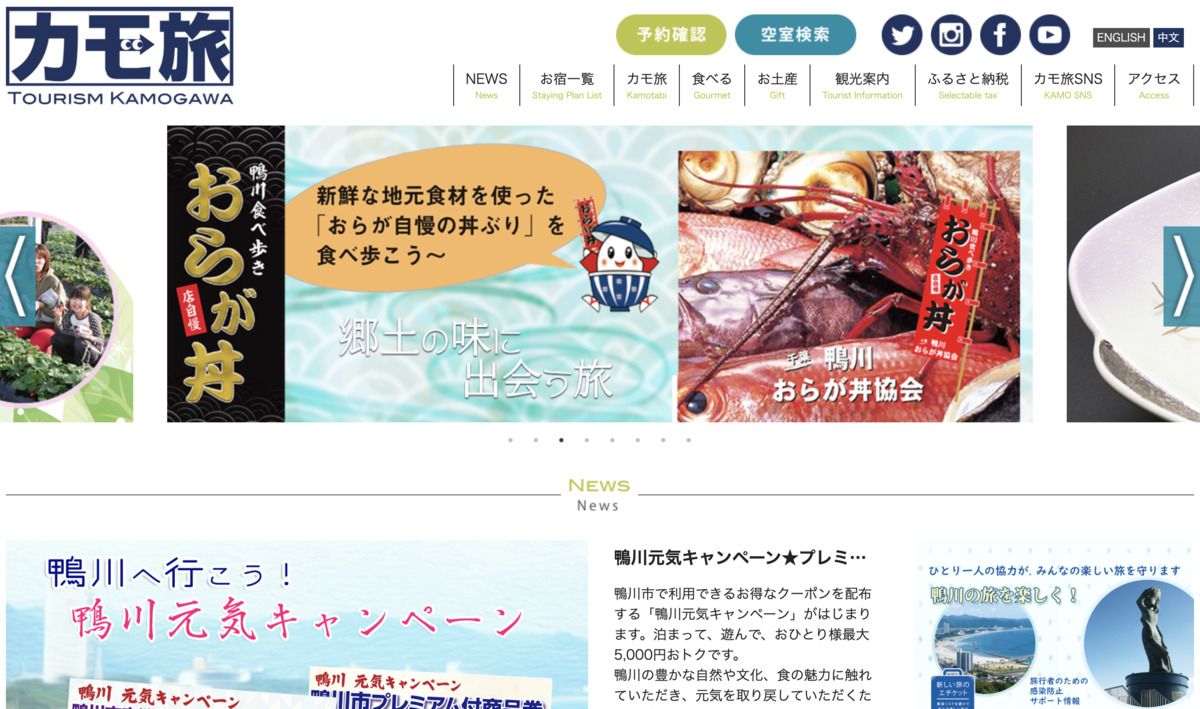 カモ旅
TOURISM KAMOGAWA
予約確認
空室検索
ENGLISH
中文
NEWS
News
お宿一覧
Staying Plan List
カモ旅
Kamotabi
食べる
Gourmet
お土産
Gift
観光案内
Tourist Information
ふるさと納税
Selectable tax
カモ旅SNS
KAMO SNS
アクセス
Access
鴨川食べ歩き
おらが丼
店自慢
新鮮な地元食材を使った
「おらが自慢の丼ぶり」を
食べ歩こう〜
おらが丼
郷土の味に
出会う旅
鴨川食べ歩き
おらが丼
鴨川
おらが丼協会
千葉 鴨川
おらが丼協会
NEWS
News
鴨川へ行こう！
鴨川元気キャンペーン
鴨川 元気キャンペーン
鴨川 元気キャンペーン
鴨川市プレミアム付商品券
鴨川元気キャンペーン★プレミ…
鴨川市で利用できるお得なクーポンを配布
する「鴨川元気キャンペーン」がはじまり
ます。泊まって、遊んで、おひとり様最大
5,000円おトクです。
鴨川の豊かな自然や文化、食の魅力に触れ
ていただき、元気を取り戻していただくた
ひとり一人の協力が、みんなの楽しい旅を守ります
鴨川の旅を楽しく！
新しい旅の
エチケット
旅行者のための
感染防止
サポート情報